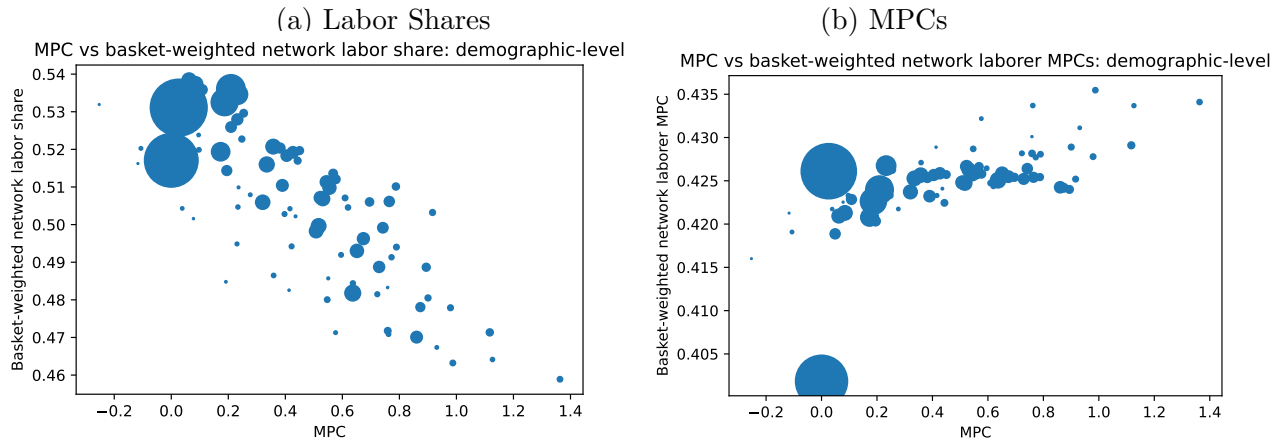 (a) Labor Shares
MPC vs basket-weighted network labor share: demographic-level
Basket-weighted network labor share
0.54
0.53
0.52
0.51
0.50
0.49
0.48
0.47
0.46
−0.2 0.0 0.2 0.4 0.6 0.8 1.0 1.2 1.4
MPC
(b) MPCs
MPC vs basket-weighted network laborer MPCs: demographic-level
Basket-weighted network laborer MPC
0.435
0.430
0.425
0.420
0.415
0.410
0.405
−0.2 0.0 0.2 0.4 0.6 0.8 1.0 1.2 1.4
MPC